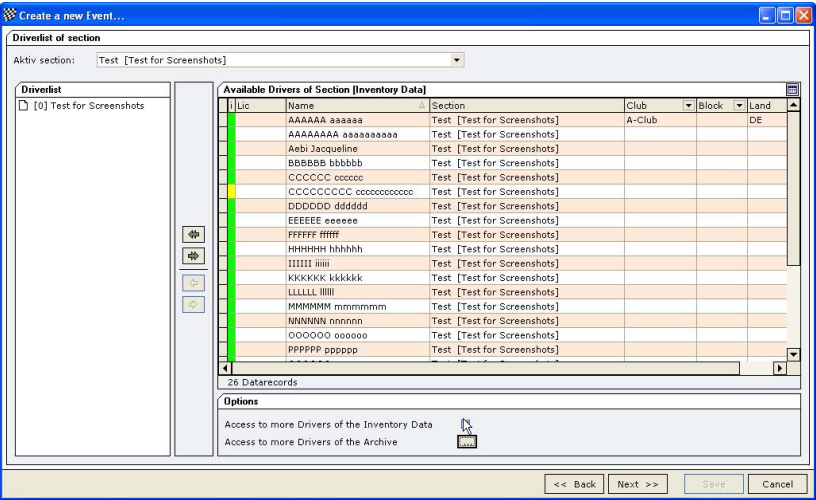 Create a new Event...
Driverlist of section
Aktiv section: Test [Test for Screenshots]
Driverlist
[0] Test for Screenshots
Available Drivers of Section [Inventory Data]
i Lic Name Section Club Block Land
AAAAAA aaaaaa Test [Test for Screenshots] A-Club DE
AAAAAAAA aaaaaaaaaa Test [Test for Screenshots]
Aebi Jacqueline Test [Test for Screenshots]
BBBBBB bbbbbb Test [Test for Screenshots]
CCCCCC cccccc Test [Test for Screenshots]
CCCCCCCCC cccccccccccc Test [Test for Screenshots]
DDDDDD dddddd Test [Test for Screenshots]
EEEEEE eeeeee Test [Test for Screenshots]
FFFFFF ffffff Test [Test for Screenshots]
HHHHHH hhhhhh Test [Test for Screenshots]
IIIIII iiiiii Test [Test for Screenshots]
KKKKKK kkkkkk Test [Test for Screenshots]
LLLLLL llllll Test [Test for Screenshots]
MMMMMM mmmmmm Test [Test for Screenshots]
NNNNNN nnnnnn Test [Test for Screenshots]
OOOOOO oooooo Test [Test for Screenshots]
PPPPPP pppppp Test [Test for Screenshots]
26 Datarecords
Options
Access to more Drivers of the Inventory Data
Access to more Drivers of the Archive ...
<< Back Next >> Save Cancel